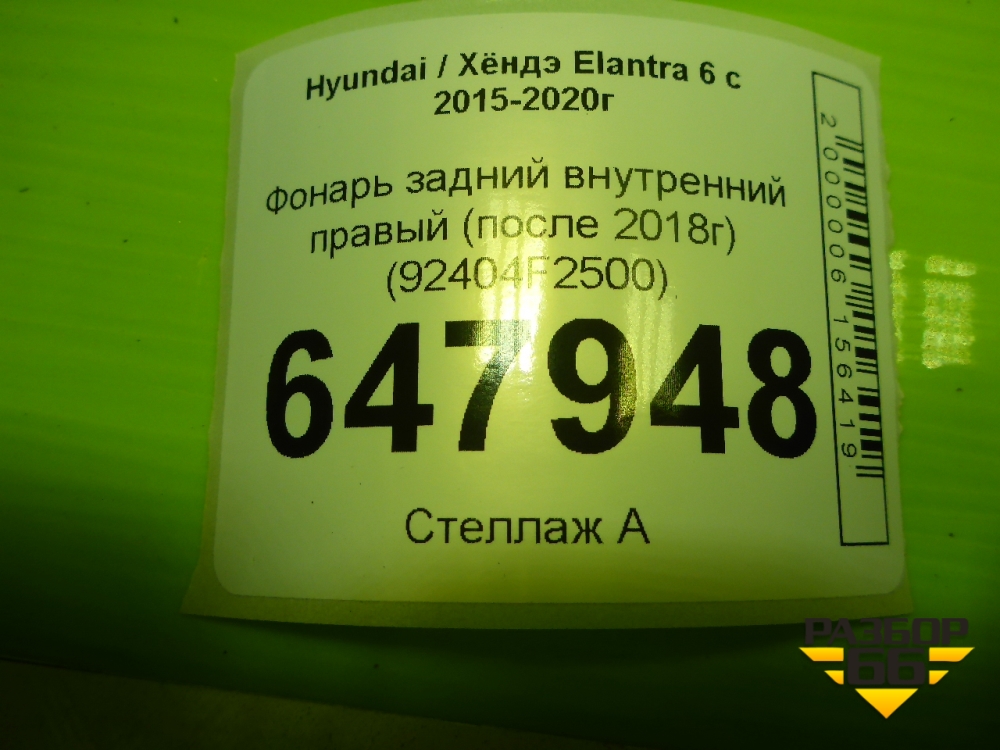 Hyundai / Хёндэ Elantra 6 с
2015-2020г
Фонарь задний внутренний
правый (после 2018г)
(92404F2500)
647948
Стеллаж А
2000006156419
РАЗБОР
66